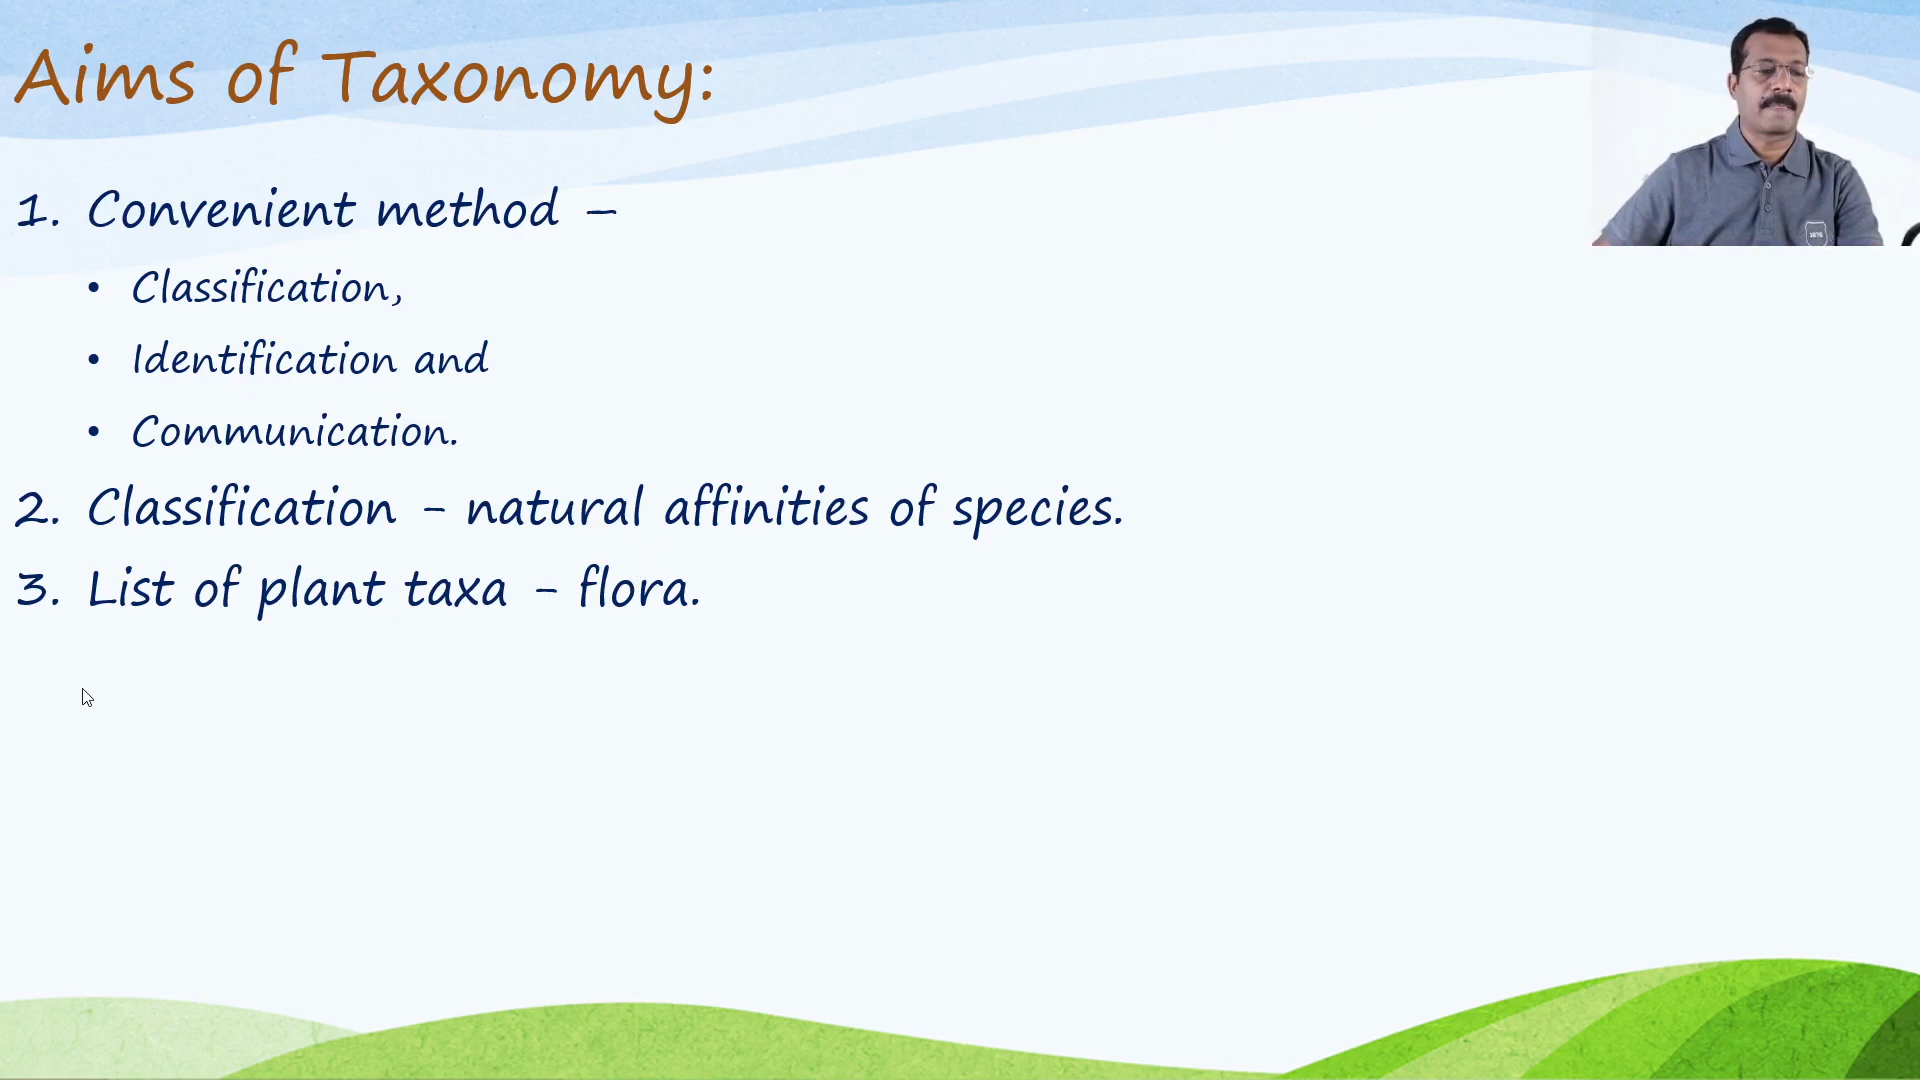 Aims of Taxonomy:
1. Convenient method –
• Classification,
• Identification and
• Communication.
2. Classification - natural affinities of species.
3. List of plant taxa - flora.